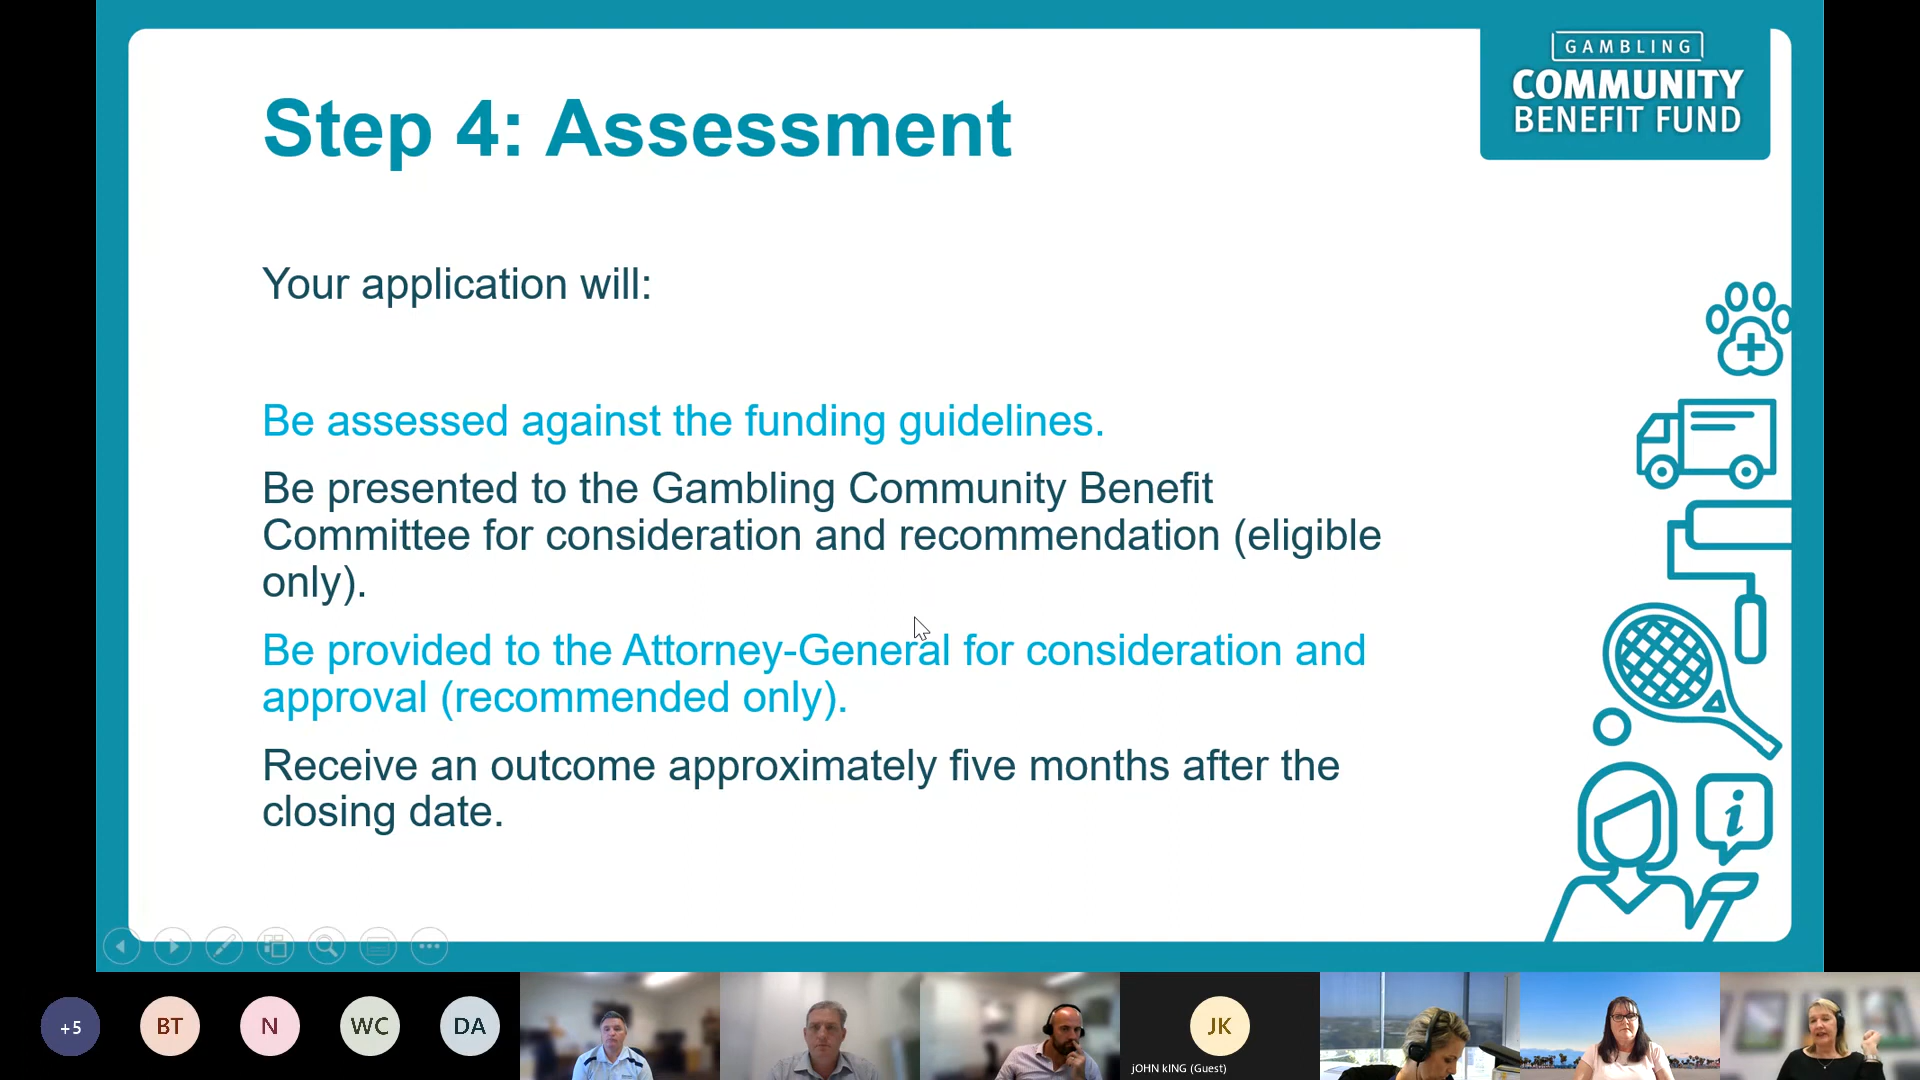 GAMBLING
COMMUNITY
BENEFIT FUND
Step 4: Assessment
Your application will:
Be assessed against the funding guidelines.
Be presented to the Gambling Community Benefit
Committee for consideration and recommendation (eligible
only).
Be provided to the Attorney-General for consideration and
approval (recommended only).
Receive an outcome approximately five months after the
closing date.
i
+5
BT
N
WC
DA
JK
jOHN kING (Guest)